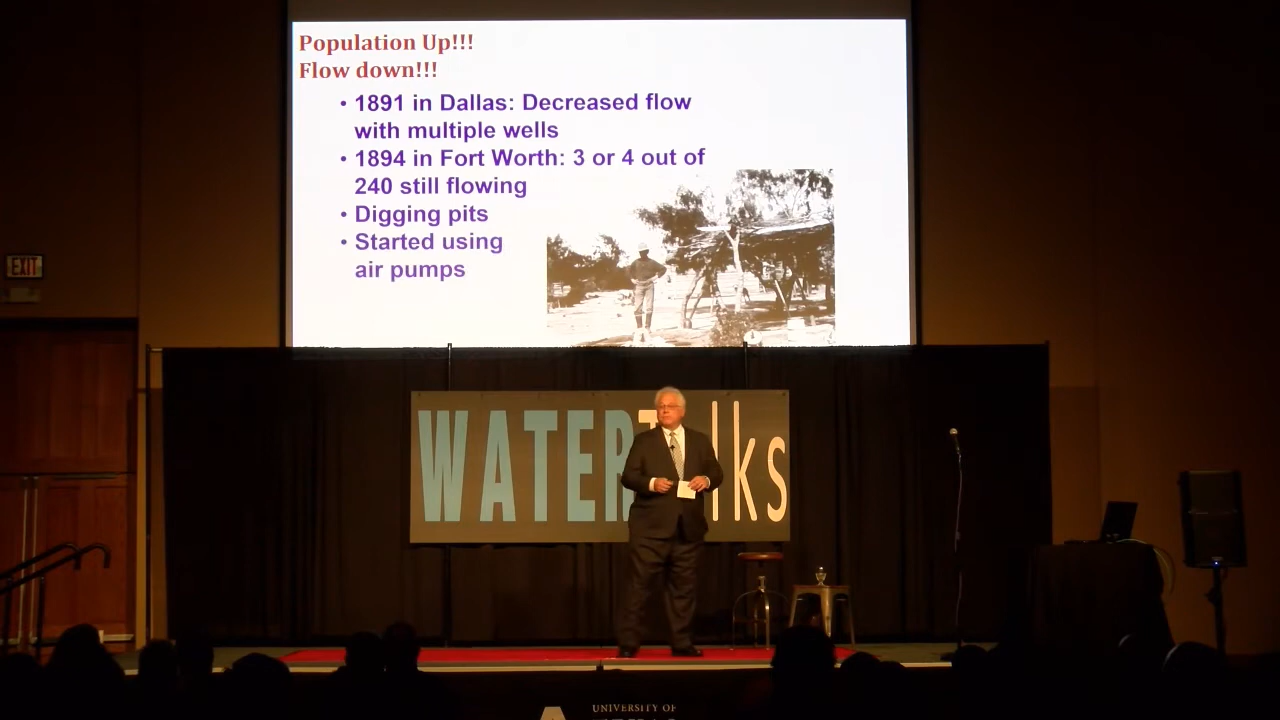 Population Up!!!
Flow down!!!
• 1891 in Dallas: Decreased flow
with multiple wells
• 1894 in Fort Worth: 3 or 4 out of
240 still flowing
• Digging pits
• Started using
air pumps
EXIT
WATER lks
UNIVERSITY OF